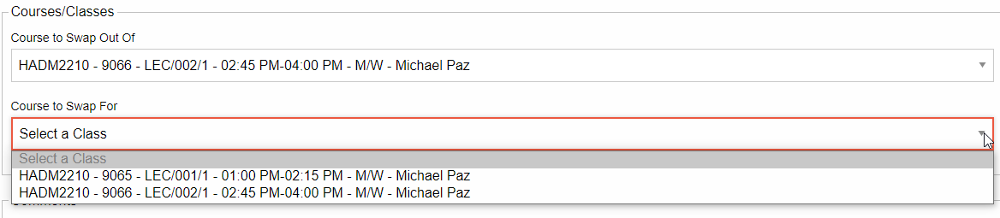 Courses/Classes
Course to Swap Out Of
HADM2210 - 9066 - LEC/002/1 - 02:45 PM-04:00 PM - M/W - Michael Paz
Course to Swap For
Select a Class
Select a Class
HADM2210 - 9065 - LEC/001/1 - 01:00 PM-02:15 PM - M/W - Michael Paz
HADM2210 - 9066 - LEC/002/1 - 02:45 PM-04:00 PM - M/W - Michael Paz